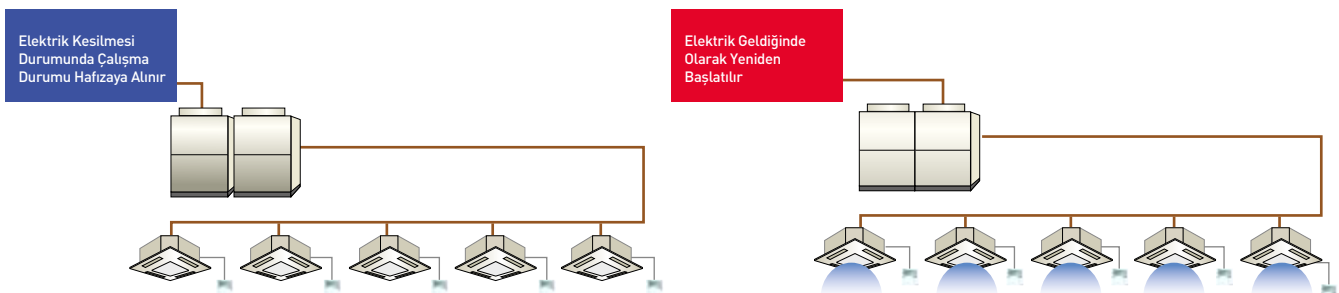 Elektrik Kesilmesi
Durumunda Çalışma
Durumu Hafızaya Alınır
Elektrik Geldiğinde
Olarak Yeniden
Başlatılır